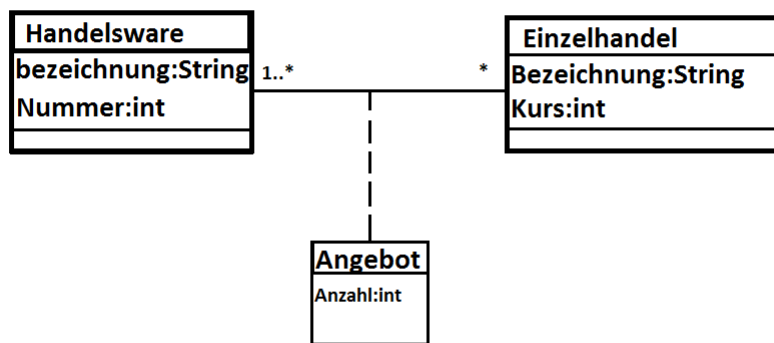 Handelsware
bezeichnung:String
Nummer:int
1..*
*
Einzelhandel
Bezeichnung:String
Kurs:int
Angebot
Anzahl:int